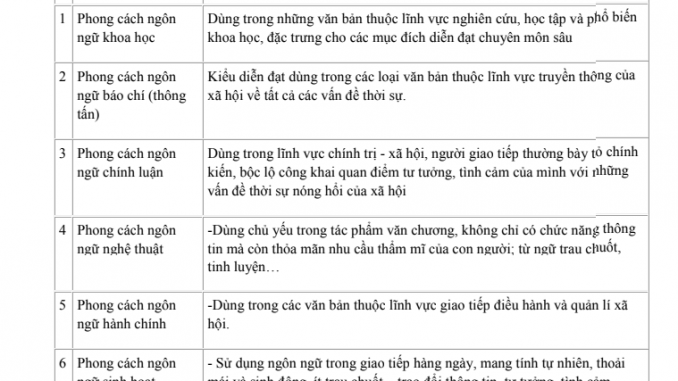 1 Phong cách ngôn Dùng trong những văn bản thuộc lĩnh vực nghiên cứu, học tập và phổ biến
ngữ khoa học khoa học, đặc trưng cho các mục đích diễn đạt chuyên môn sâu
2 Phong cách ngôn Kiểu diễn đạt dùng trong các loại văn bản thuộc lĩnh vực truyền thông của
ngữ báo chí (thông xã hội về tất cả các vấn đề thời sự.
tấn)
3 Phong cách ngôn Dùng trong lĩnh vực chính trị - xã hội, người giao tiếp thường bày tỏ chính
ngữ chính luận kiến, bộc lộ công khai quan điểm tư tưởng, tình cảm của mình với những
vấn đề thời sự nóng hổi của xã hội
4 Phong cách ngôn -Dùng chủ yếu trong tác phẩm văn chương, không chỉ có chức năng thông
ngữ nghệ thuật tin mà còn thỏa mãn nhu cầu thẩm mĩ của con người; từ ngữ trau chuốt,
tinh luyện…
5 Phong cách ngôn -Dùng trong các văn bản thuộc lĩnh vực giao tiếp điều hành và quản lí xã
ngữ hành chính hội.
6 Phong cách ngôn - Sử dụng ngôn ngữ trong giao tiếp hàng ngày, mang tính tự nhiên, thoải
ngữ sinh hoạt mái và sinh động, ít trau chuốt…trao đổi thông tin, tư tưởng, tình cảm